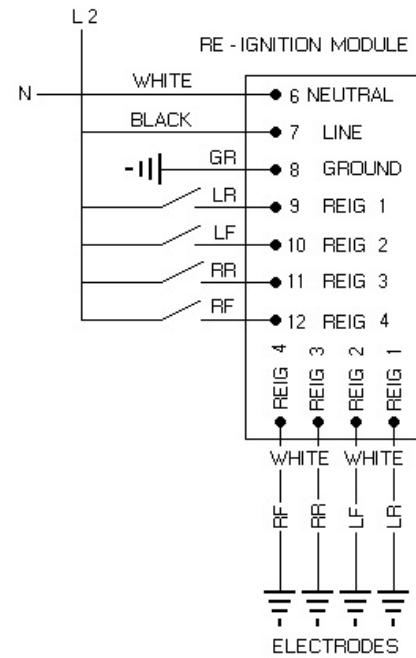 L 2
RE - IGNITION MODULE
N WHITE 6 NEUTRAL
BLACK 7 LINE
GR 8 GROUND
LR 9 REIG 1
LF 10 REIG 2
RR 11 REIG 3
RF 12 REIG 4
REIG 4 REIG 3 REIG 2 REIG 1
WHITE WHITE
RF RR LF LR
ELECTRODES